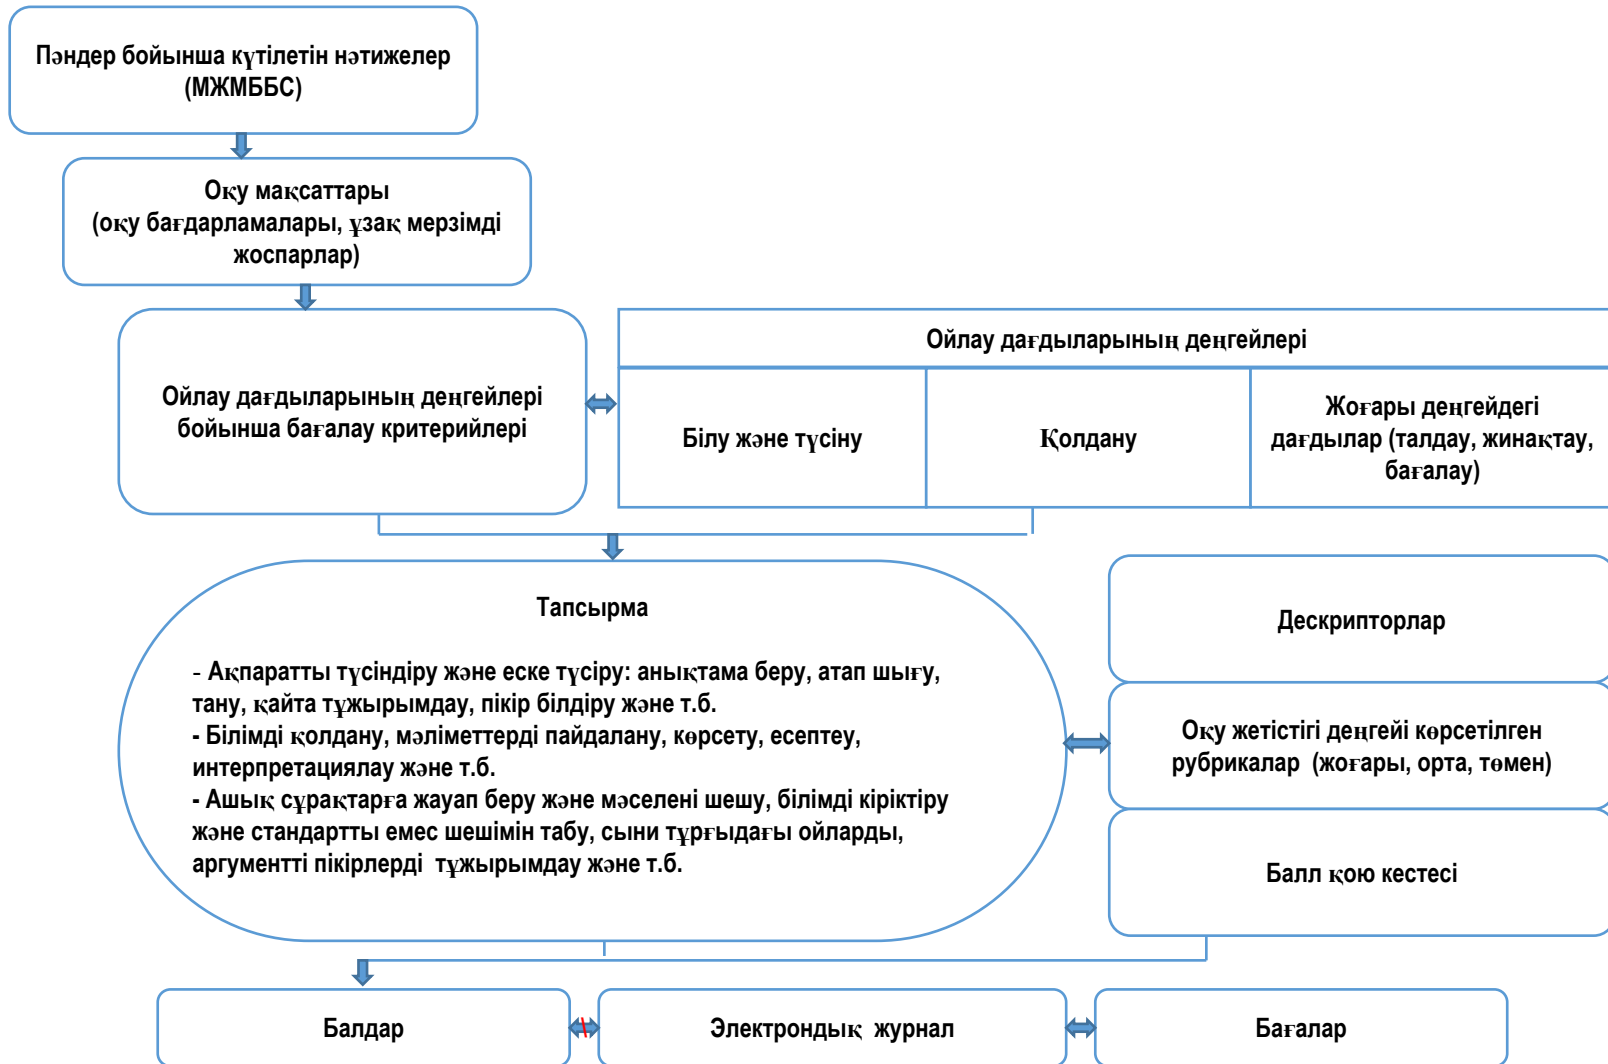 Пәндер бойынша күтілетін нәтижелер
(МЖМББС)
Оқу мақсаттары
(оқу бағдарламалары, ұзақ мерзімді
жоспарлар)
Ойлау дағдыларының деңгейлері
бойынша бағалау критерийлері
Ойлау дағдыларының деңгейлері
Білу және түсіну
Қолдану
Жоғары деңгейдегі
дағдылар (талдау, жинақтау,
бағалау)
Тапсырма
- Ақпаратты түсіндіру және еске түсіру: анықтама беру, атап шығу,
тану, қайта тұжырымдау, пікір білдіру және т.б.
- Білімді қолдану, мәліметтерді пайдалану, көрсету, есептеу,
интерпретациялау және т.б.
- Ашық сұрақтарға жауап беру және мәселені шешу, білімді кіріктіру
және стандартты емес шешімін табу, сыни тұрғыдағы ойларды,
аргументті пікірлерді тұжырымдау және т.б.
Дескрипторлар
Оқу жетістігі деңгейі көрсетілген
рубрикалар (жоғары, орта, төмен)
Балл қою кестесі
Балдар
Электрондық журнал
Бағалар